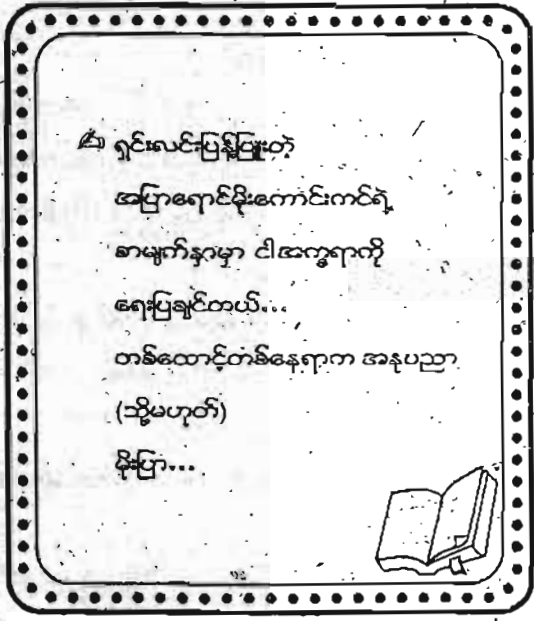 ရှင်းလင်းပြန့်ပြူးတဲ့
အပြာရောင်မိုးကောင်းကင်ရဲ့
စာမျက်နှာမှာ ငါ့အက္ခရာကို
ရေးပြချင်တယ်...
တစ်ထောင့်တစ်နေရာက အနုပညာ
(သို့မဟုတ်)
မိုးပြာ...